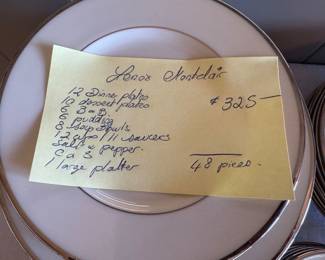 Lenox Montclair
12 Dinner plates
$325-
10 dessert plates
6 B & B
6 pudding
8 Soup Bowls
12 cups / 11 saucers
Salt & pepper
C & S
1 large platter
48 pieces.